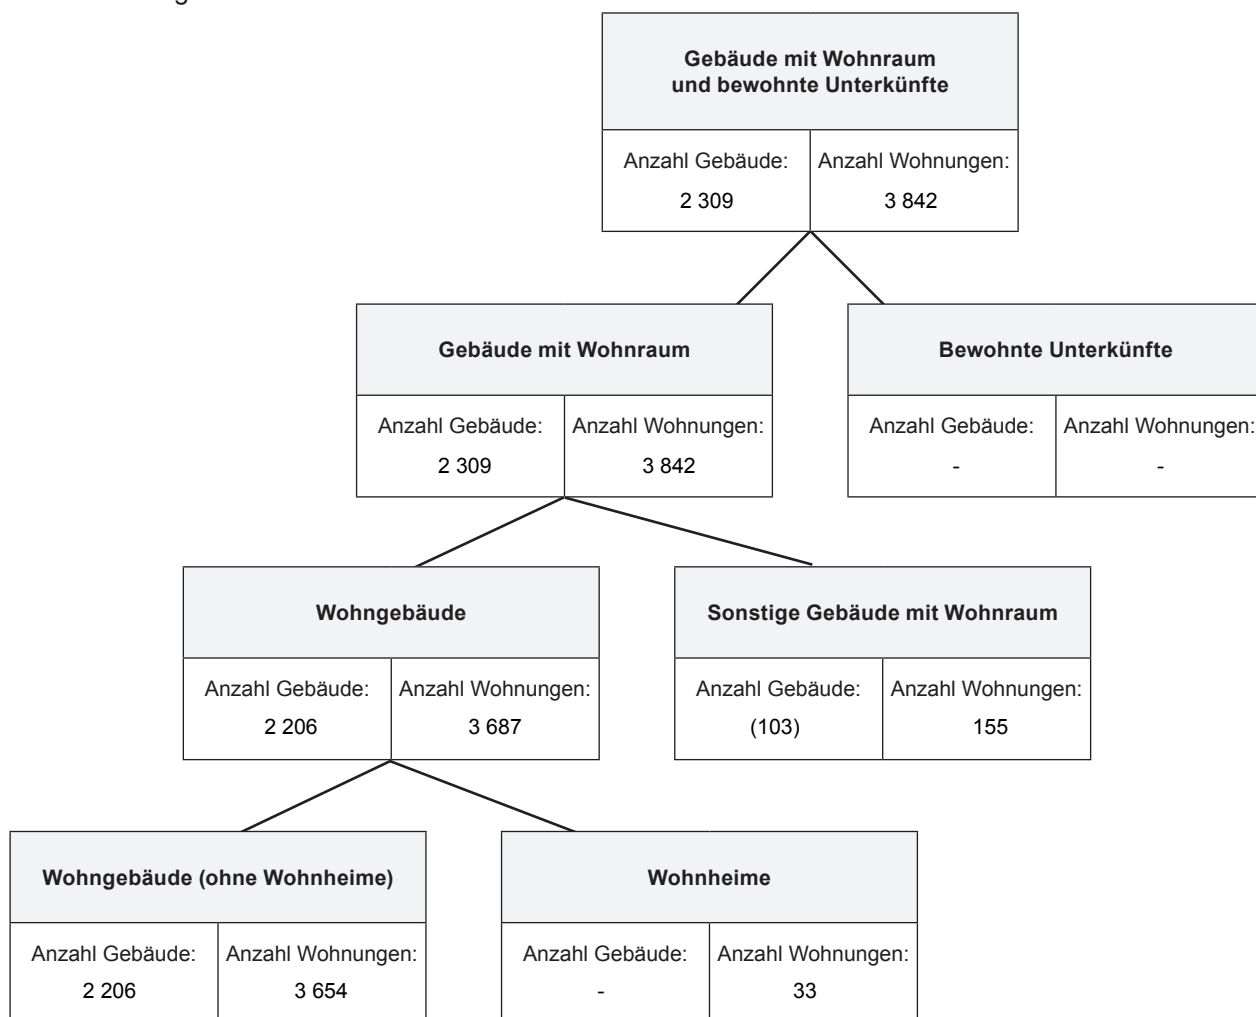 Gebäude mit Wohnraum
und bewohnte Unterkünfte
Anzahl Gebäude: Anzahl Wohnungen:
2 309 3 842
Gebäude mit Wohnraum Bewohnte Unterkünfte
Anzahl Gebäude: Anzahl Wohnungen: Anzahl Gebäude: Anzahl Wohnungen:
2 309 3 842 - -
Wohngebäude Sonstige Gebäude mit Wohnraum
Anzahl Gebäude: Anzahl Wohnungen: Anzahl Gebäude: Anzahl Wohnungen:
2 206 3 687 (103) 155
Wohngebäude (ohne Wohnheime) Wohnheime
Anzahl Gebäude: Anzahl Wohnungen: Anzahl Gebäude: Anzahl Wohnungen:
2 206 3 654 - 33